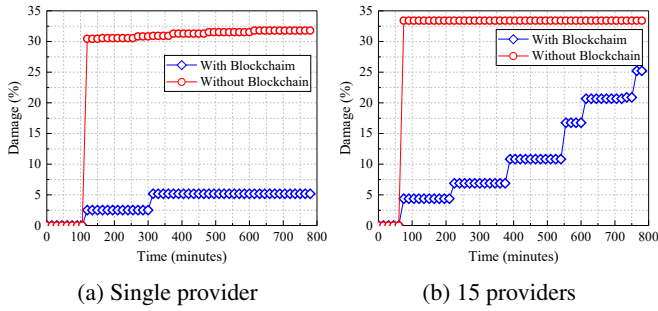 35
30
25
20
15
10
5
0
Damage (%)
With Blockchaim
Without Blockchain
0 100 200 300 400 500 600 700 800
Time (minutes)
(a) Single provider
35
30
25
20
15
10
5
0
Damage (%)
With Blockchaim
Without Blockchain
0 100 200 300 400 500 600 700 800
Time (minutes)
(b) 15 providers